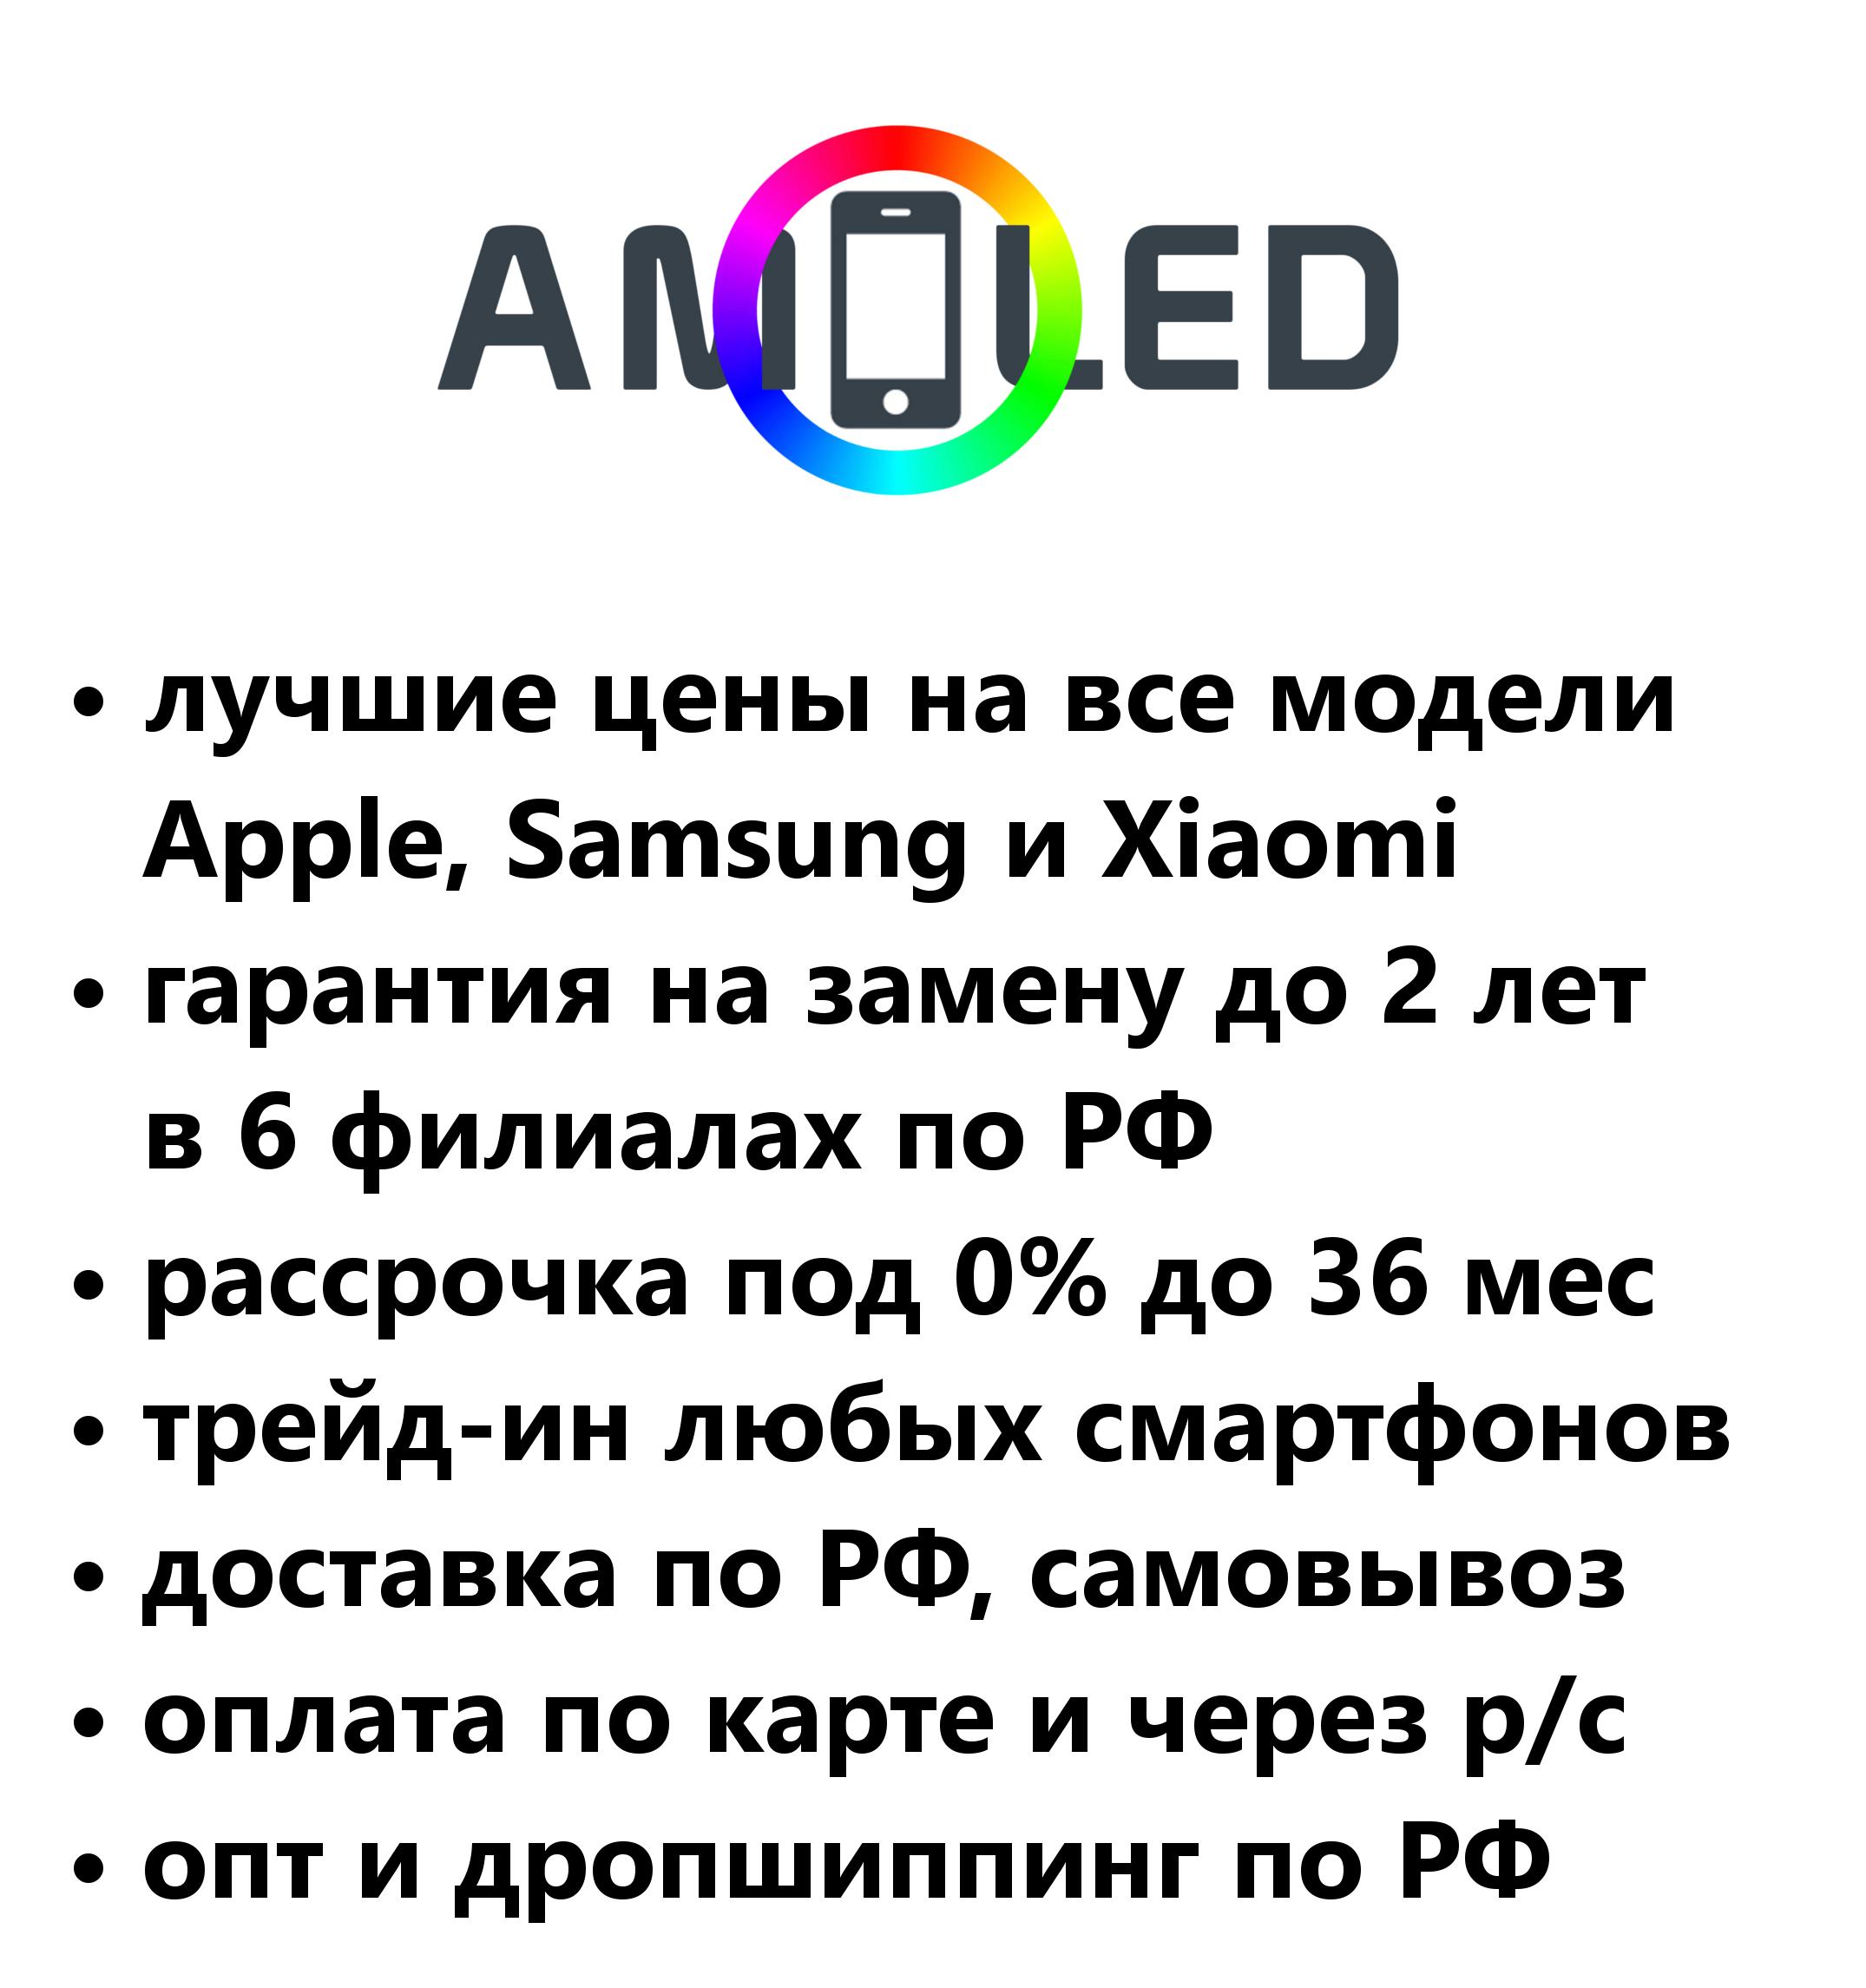 AMOLED
• лучшие цены на все модели
Apple, Samsung и Xiaomi
• гарантия на замену до 2 лет
в 6 филиалах по РФ
• рассрочка под 0% до 36 мес
• трейд-ин любых смартфонов
• доставка по РФ, самовывоз
• оплата по карте и через р/с
• опт и дропшиппинг по РФ